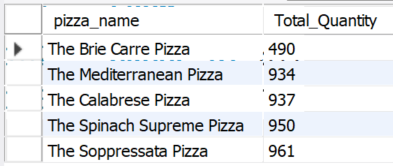 pizza_name Total_Quantity
The Brie Carre Pizza 490
The Mediterranean Pizza 934
The Calabrese Pizza 937
The Spinach Supreme Pizza 950
The Soppressata Pizza 961